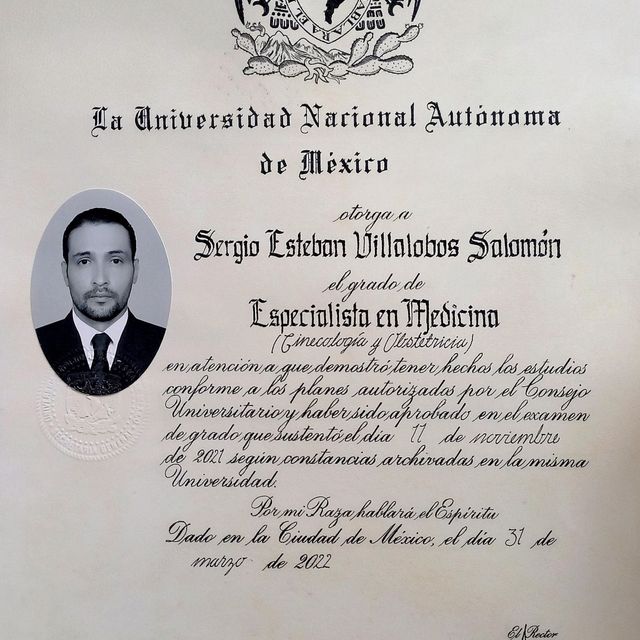 HABLARA EL
La Universidad Nacional Autónoma
de México
otorga a
Sergio Esteban Villalobos Salomón
el grado de
Especialista en Medicina
(Ginecología y Obstetricia)
en atención a que demostró tener hechos los estudios
conforme a los planes autorizados por el Consejo
Universitario y haber sido aprobado en el examen
de grado que sustentó el día 11 de noviembre
de 2021 según constancias archivadas en la misma
Universidad.
Por mi Raza hablará el Espíritu
Dado en la Ciudad de México, el día 31 de
marzo de 2022
El Rector